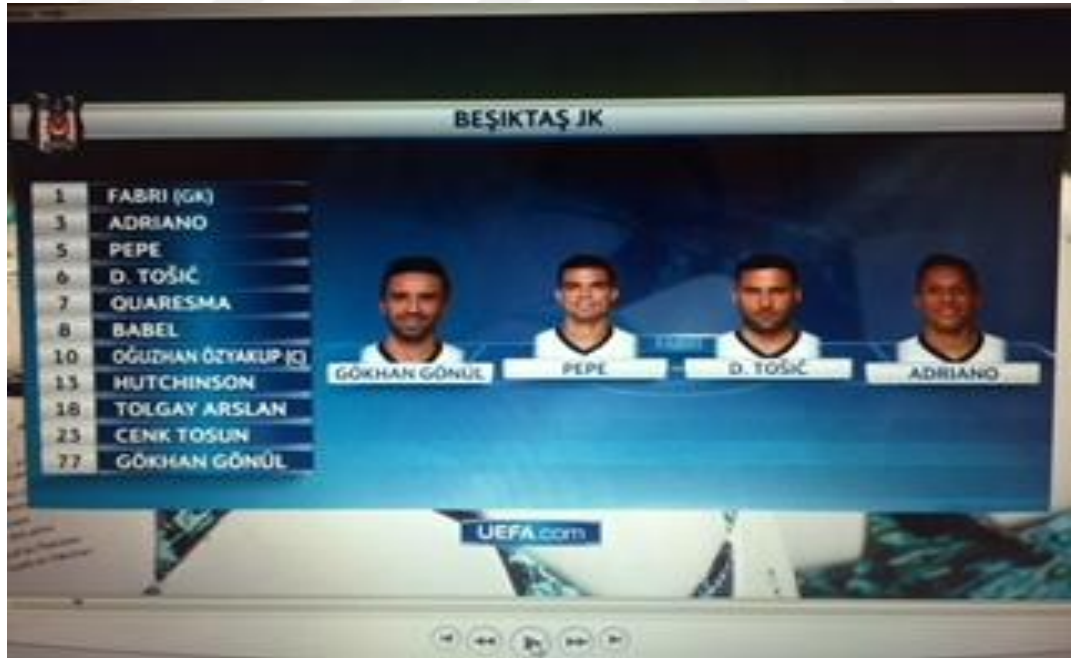 BEŞIKTAŞ JK
1 FABRI (GK)
3 ADRIANO
5 PEPE
6 D. TOŠIĆ
7 QUARESMA
8 BABEL
10 OĞUZHAN ÖZYAKUP (C)
13 HUTCHINSON
18 TOLGAY ARSLAN
23 CENK TOSUN
77 GÖKHAN GÖNÜL
GÖKHAN GÖNÜL
PEPE
D. TOŠIĆ
ADRIANO
UEFA.com